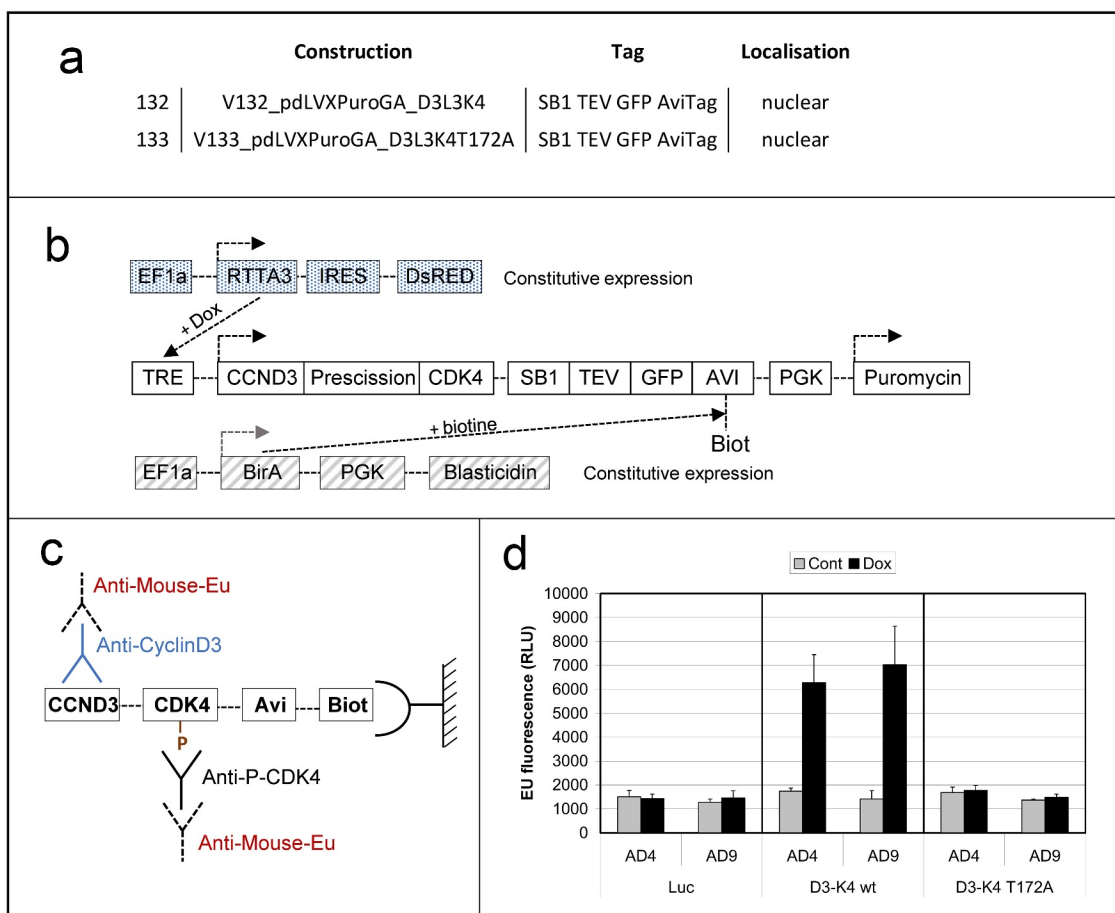 a
Construction Tag Localisation
132 V132_pdLVXPuroGA_D3L3K4 SB1 TEV GFP AviTag nuclear
133 V133_pdLVXPuroGA_D3L3K4T172A SB1 TEV GFP AviTag nuclear
b
EF1a RTTA3 IRES DsRED Constitutive expression
+ Dox
TRE CCND3 Prescission CDK4 SB1 TEV GFP AVI PGK Puromycin
+ biotine
Biot
EF1a BirA PGK Blasticidin Constitutive expression
c
Anti-Mouse-Eu
Anti-CyclinD3
CCND3 CDK4 Avi Biot
P
Anti-P-CDK4
Anti-Mouse-Eu
d
Cont Dox
EU fluorescence (RLU)
10000
9000
8000
7000
6000
5000
4000
3000
2000
1000
0
AD4 AD9 AD4 AD9 AD4 AD9
Luc D3-K4 wt D3-K4 T172A